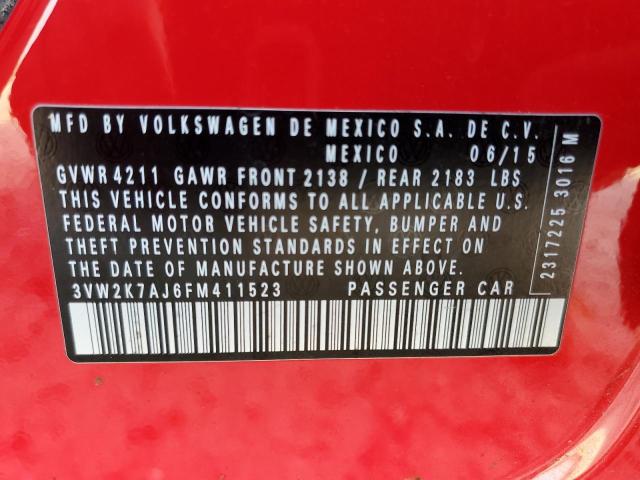 MFD BY VOLKSWAGEN DE MEXICO S.A. DE C.V.
MEXICO 06/15
GVWR 4211 GAWR FRONT 2138 / REAR 2183 LBS
THIS VEHICLE CONFORMS TO ALL APPLICABLE U.S.
FEDERAL MOTOR VEHICLE SAFETY, BUMPER AND
THEFT PREVENTION STANDARDS IN EFFECT ON
THE DATE OF MANUFACTURE SHOWN ABOVE.
3VW2K7AJ6FM411523 PASSENGER CAR
2317225 3016 M